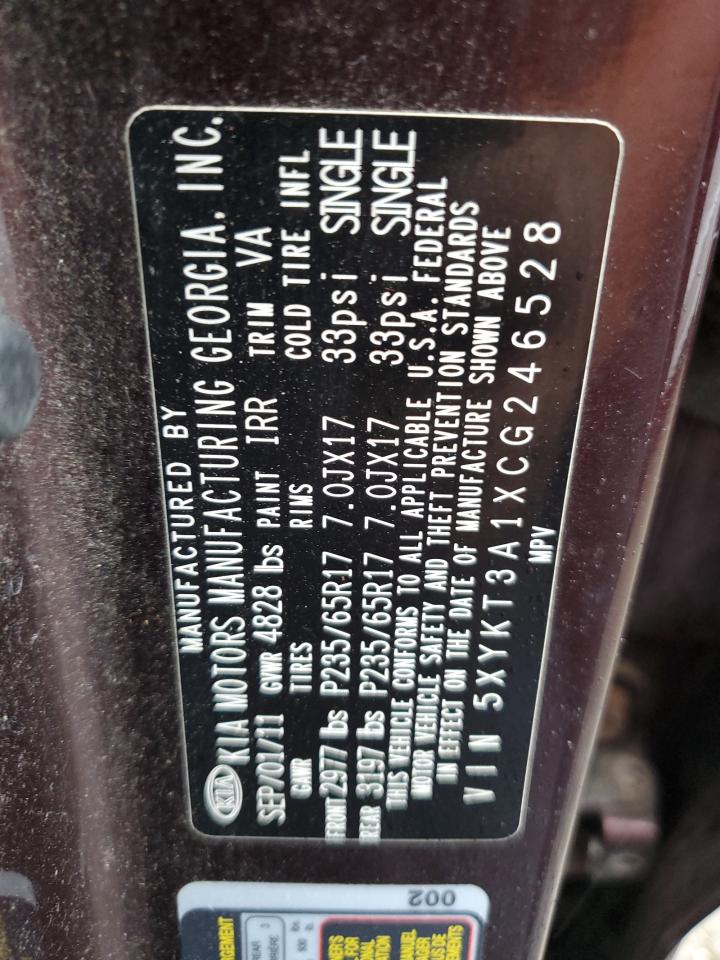 MANUFACTURED BY
KIA KIA MOTORS MANUFACTURING GEORGIA, INC.
SEP/01/11 GVWR 4828 lbs PAINT IRR TRIM VA
GAWR TIRES RIMS COLD TIRE INFL
FRONT 2977 lbs P235/65R17 7.0JX17 33psi SINGLE
REAR 3197 lbs P235/65R17 7.0JX17 33psi SINGLE
THIS VEHICLE CONFORMS TO ALL APPLICABLE U.S.A. FEDERAL
MOTOR VEHICLE SAFETY AND THEFT PREVENTION STANDARDS
IN EFFECT ON THE DATE OF MANUFACTURE SHOWN ABOVE
VIN 5XYKT3A1XCG246528
MPV
002